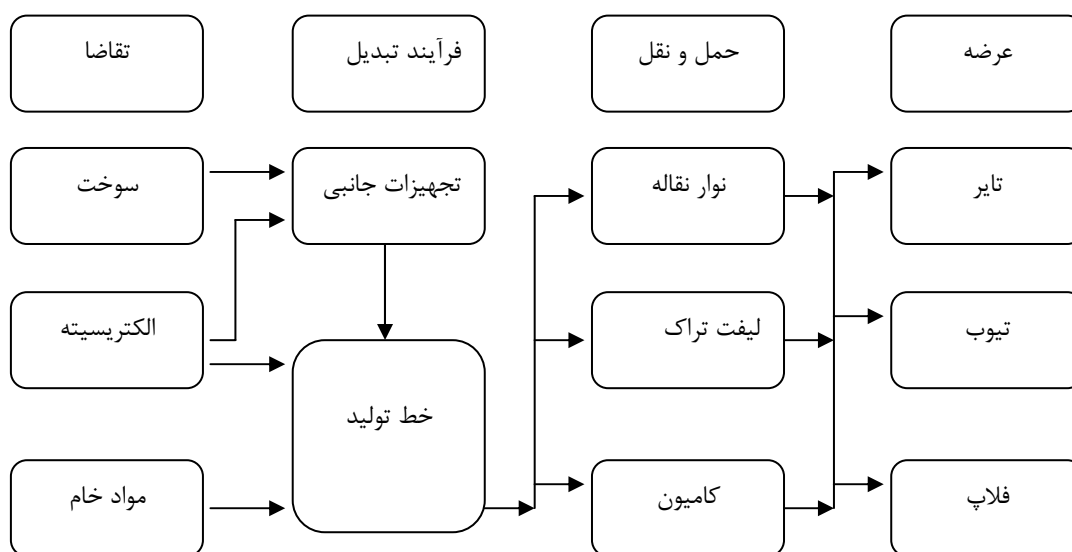 تقاضا
فرآیند تبدیل
حمل و نقل
عرضه
سوخت
تجهیزات جانبی
نوار نقاله
تایر
الکتریسیته
لیفت تراک
تیوب
خط تولید
مواد خام
کامیون
فلاپ